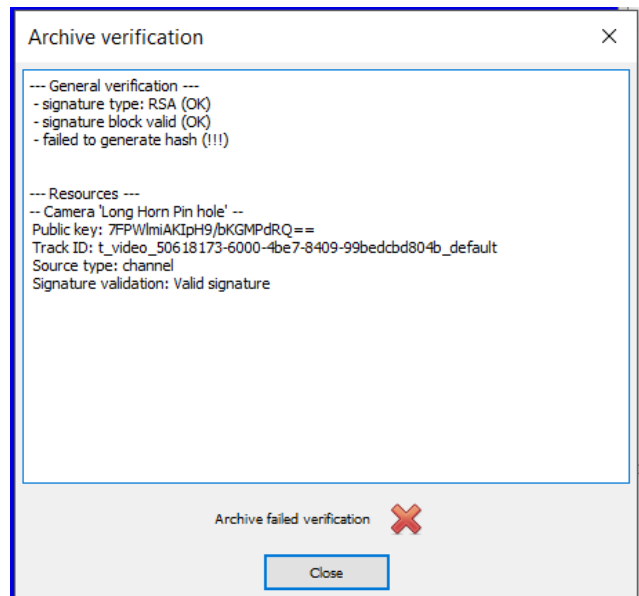 Archive verification
--- General verification ---
- signature type: RSA (OK)
- signature block valid (OK)
- failed to generate hash (!!!)
--- Resources ---
-- Camera 'Long Horn Pin hole' --
Public key: 7FPWlmiAKIpH9/bKGMPdRQ==
Track ID: t_video_50618173-6000-4be7-8409-99bedcbd804b_default
Source type: channel
Signature validation: Valid signature
Archive failed verification
Close